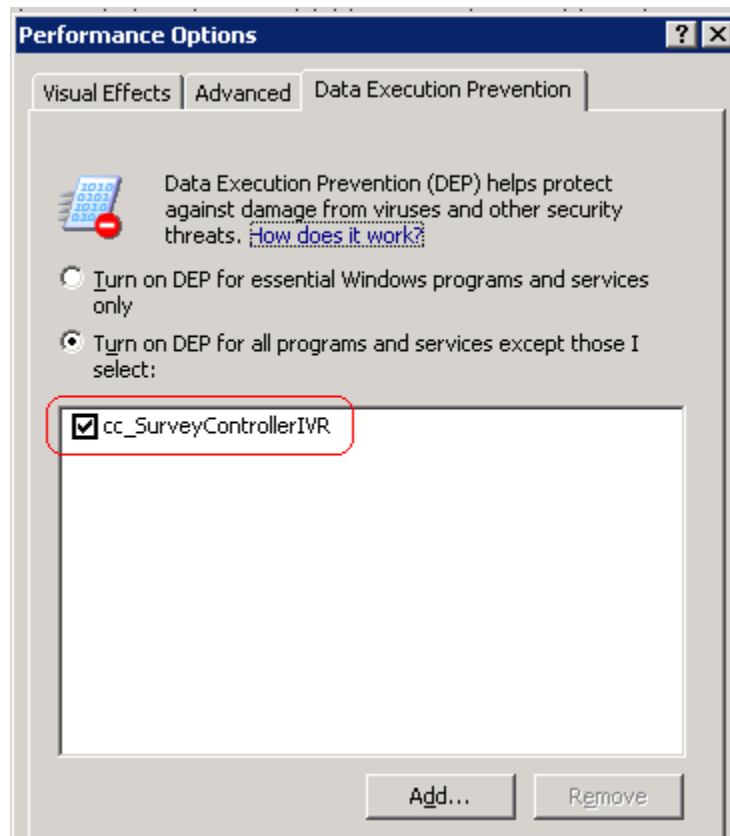 Performance Options
Visual Effects
Advanced
Data Execution Prevention
Data Execution Prevention (DEP) helps protect
against damage from viruses and other security
threats. How does it work?
Turn on DEP for essential Windows programs and services
only
Turn on DEP for all programs and services except those I
select:
cc_SurveyControllerIVR
Add...
Remove